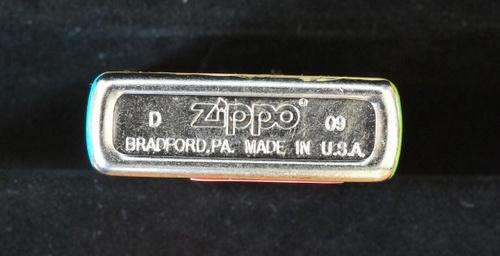 D zippo® 09
BRADFORD,PA. MADE IN U.S.A.